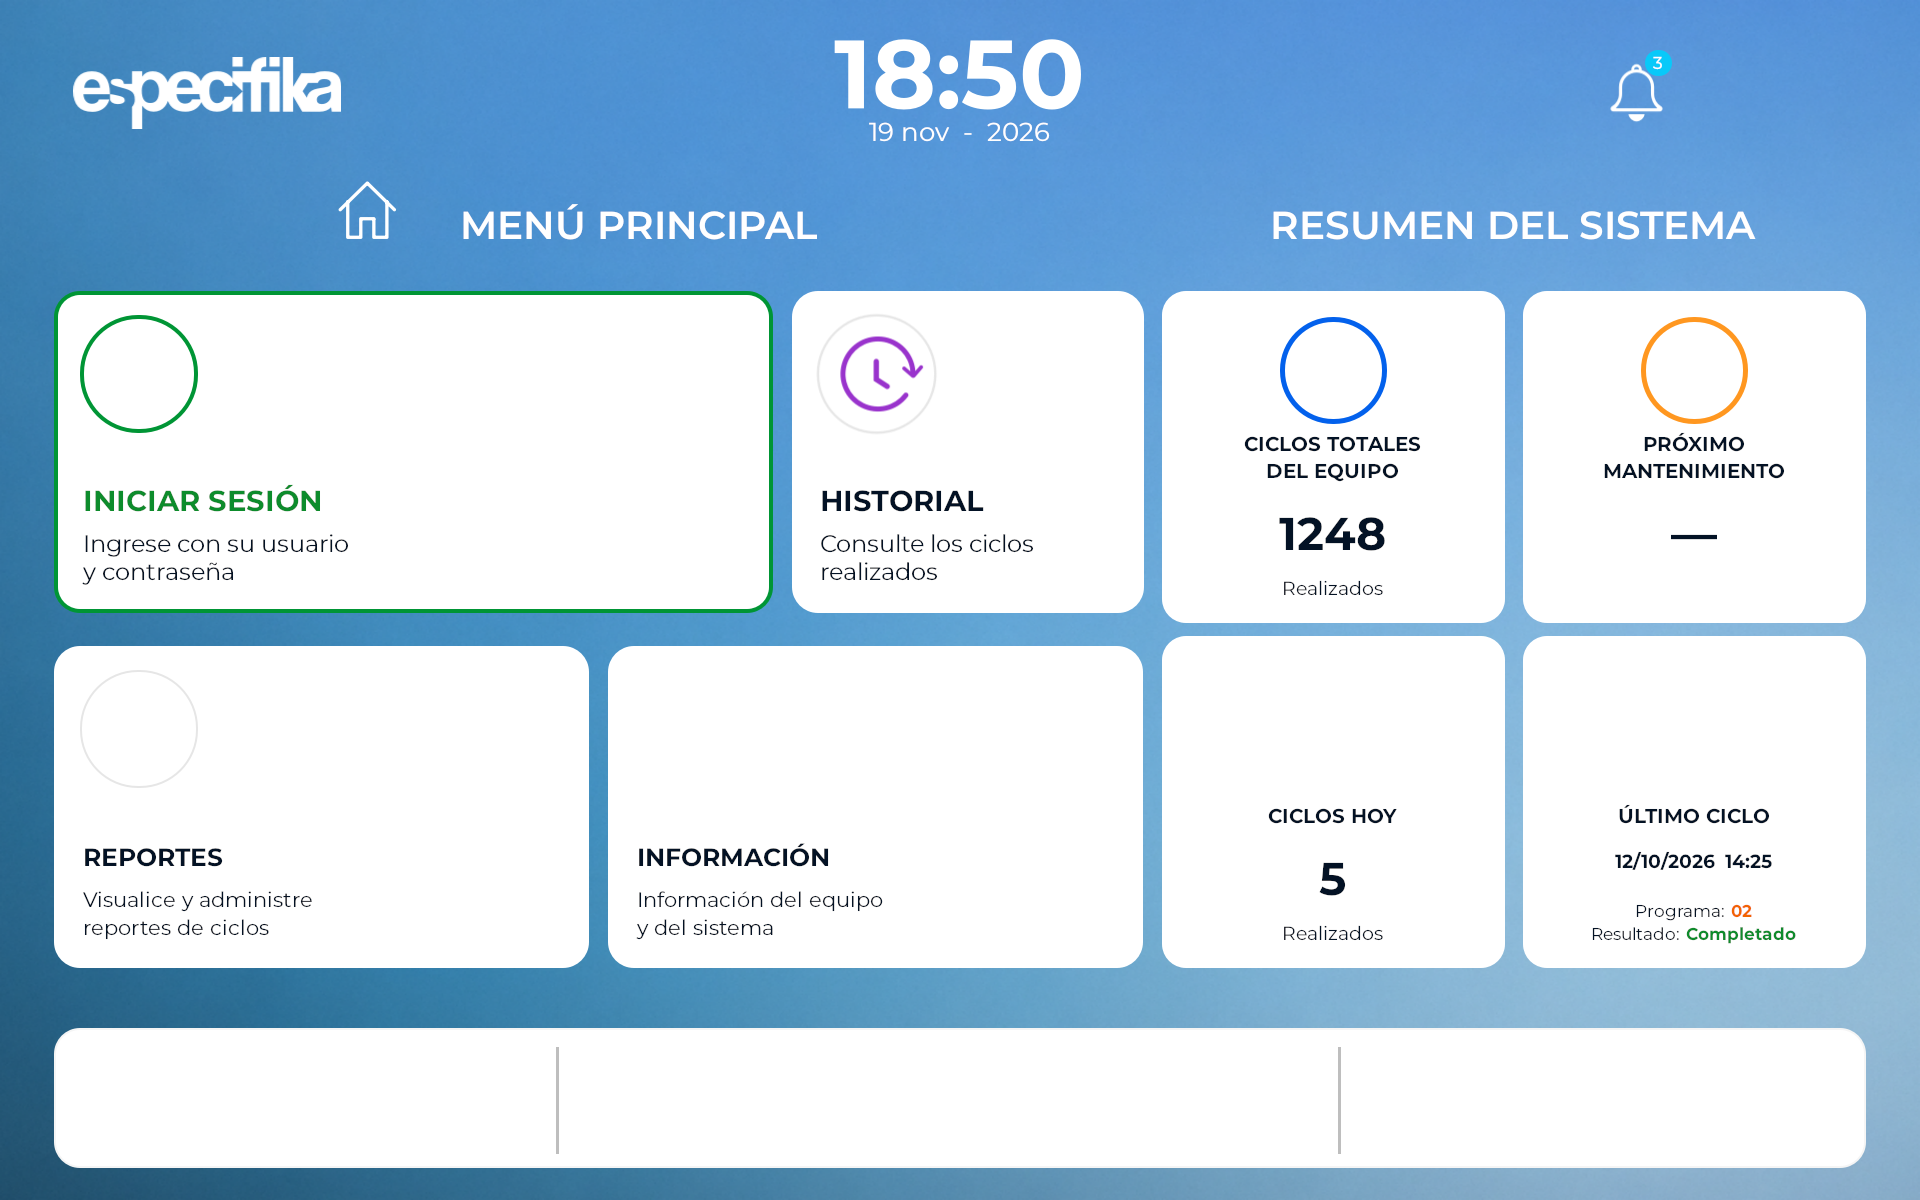 especifika
18:50
19 nov - 2026
3
MENÚ PRINCIPAL
RESUMEN DEL SISTEMA
INICIAR SESIÓN
Ingrese con su usuario
y contraseña
HISTORIAL
Consulte los ciclos
realizados
CICLOS TOTALES
DEL EQUIPO
1248
Realizados
PRÓXIMO
MANTENIMIENTO
—
REPORTES
Visualice y administre
reportes de ciclos
INFORMACIÓN
Información del equipo
y del sistema
CICLOS HOY
5
Realizados
ÚLTIMO CICLO
12/10/2026 14:25
Programa: 02
Resultado: Completado